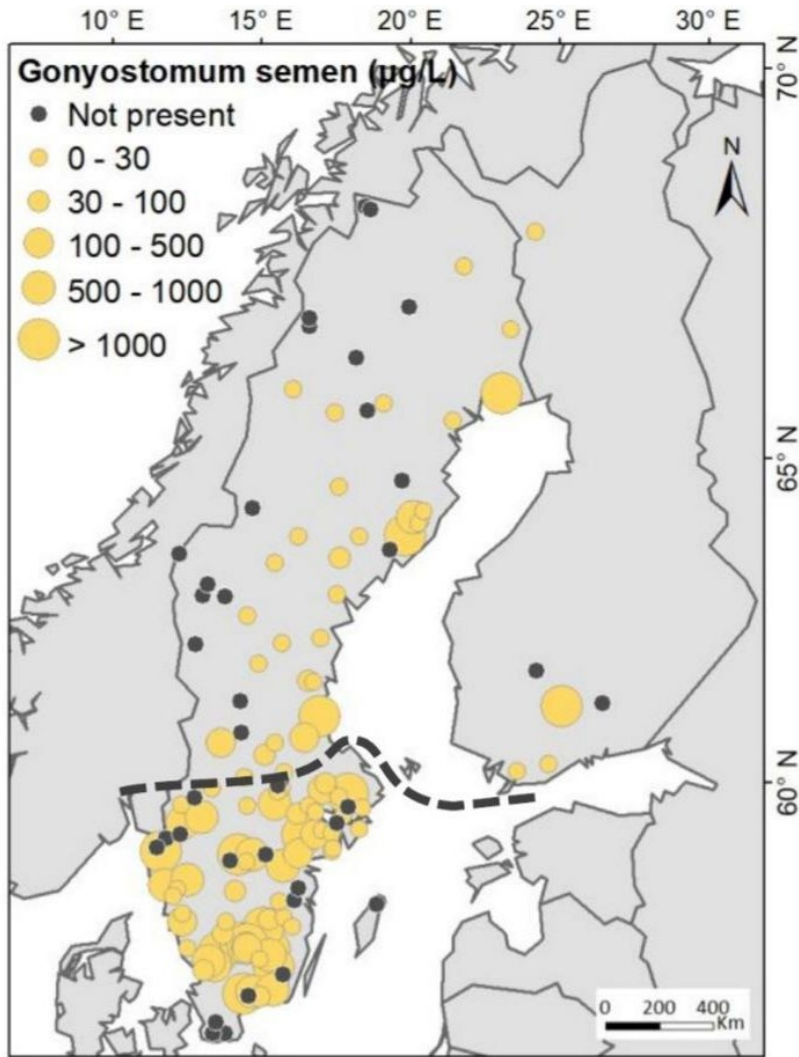 10° E 15° E 20° E 25° E 30° E
70° N
Gonyostomum semen (µg/L)
Not present
0 - 30
30 - 100
100 - 500
500 - 1000
> 1000
N
65° N
60° N
0 200 400
Km